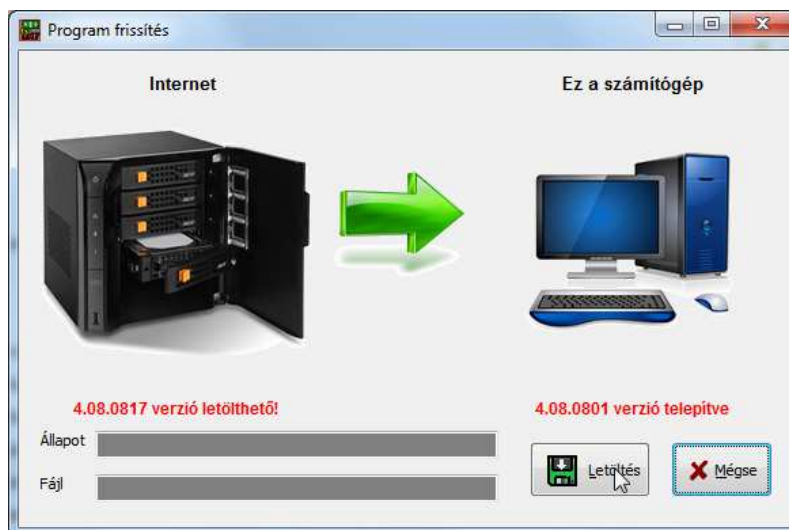 Program frissítés
Internet
Ez a számítógép
4.08.0817 verzió letölthető!
4.08.0801 verzió telepítve
Állapot
Fájl
Letöltés
Mégse